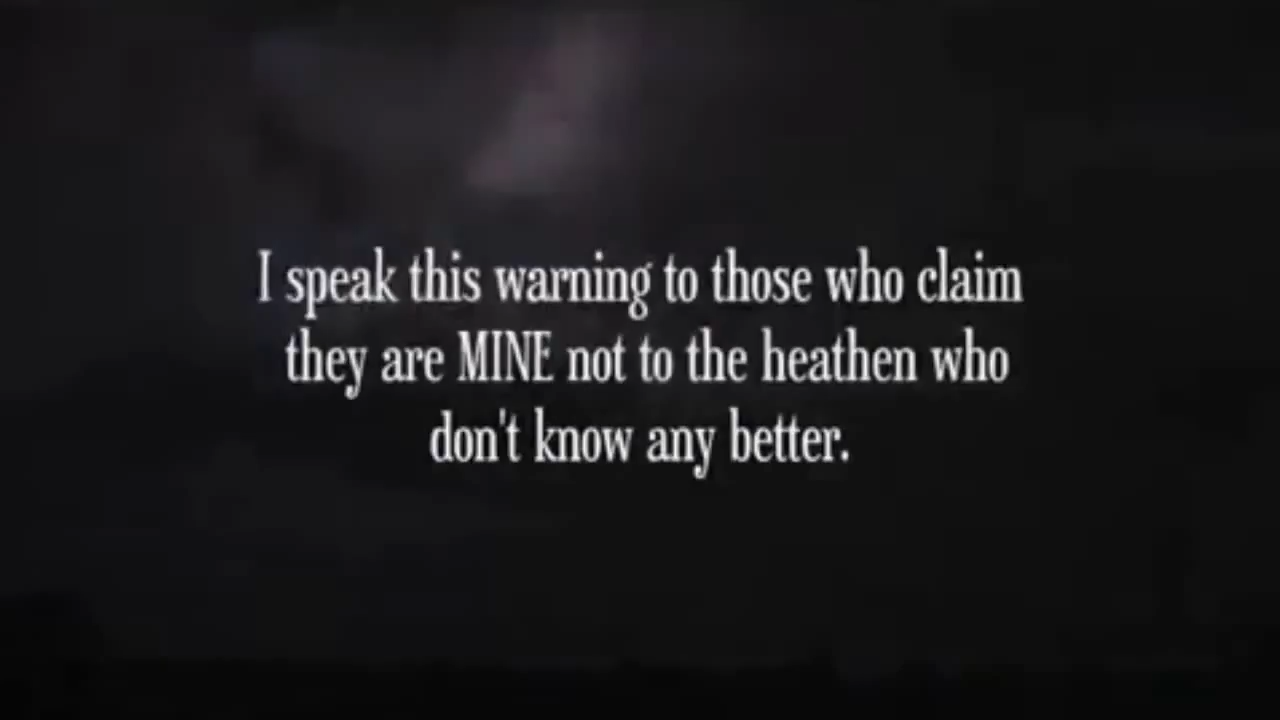 I speak this warning to those who claim
they are MINE not to the heathen who
don't know any better.